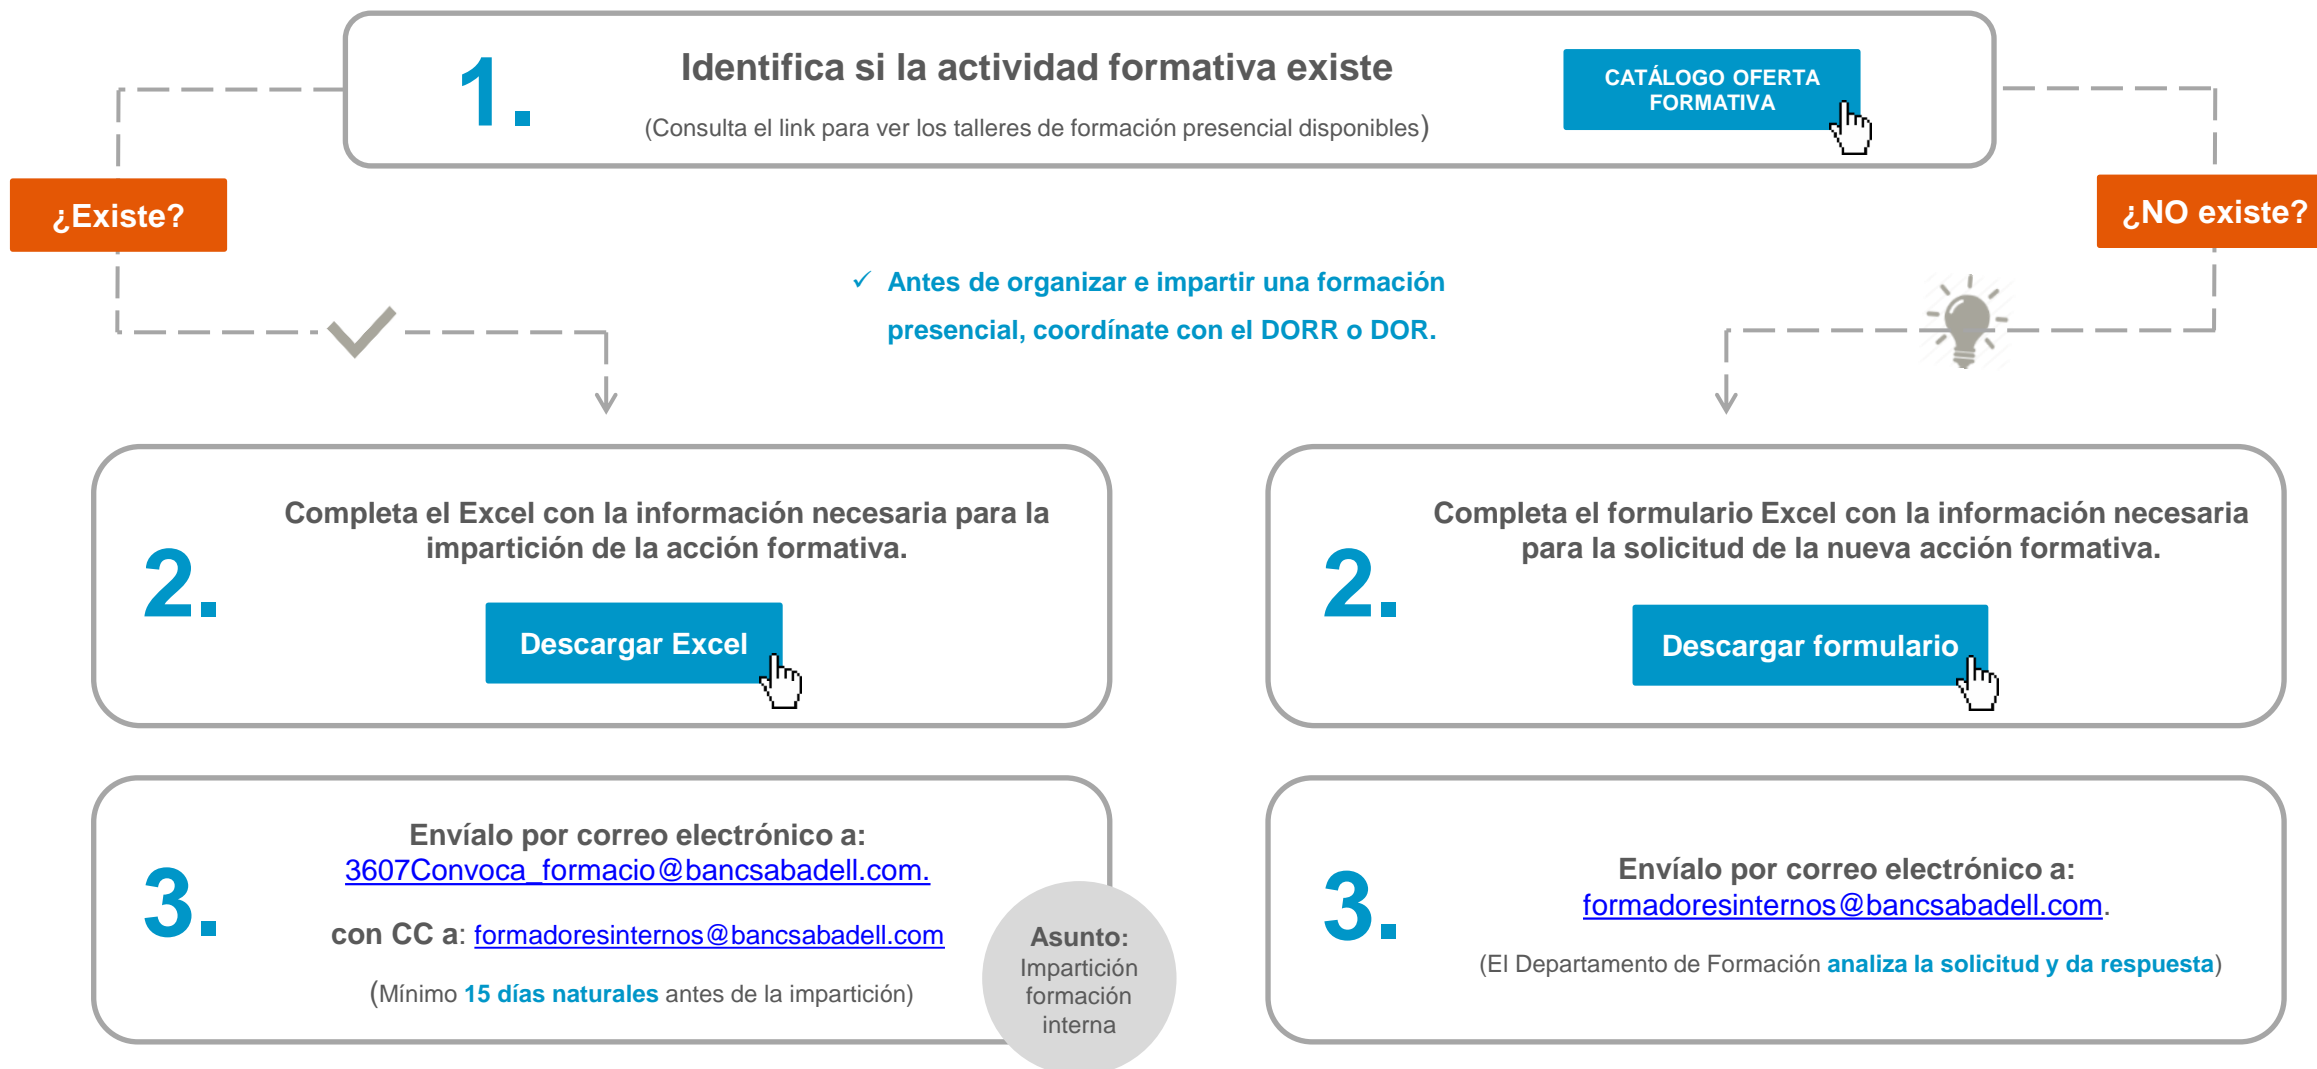 1.
Identifica si la actividad formativa existe
(Consulta el link para ver los talleres de formación presencial disponibles)
CATÁLOGO OFERTA
FORMATIVA
¿Existe?
¿NO existe?
✓ Antes de organizar e impartir una formación
presencial, coordínate con el DORR o DOR.
2.
Completa el Excel con la información necesaria para la
impartición de la acción formativa.
Descargar Excel
2.
Completa el formulario Excel con la información necesaria
para la solicitud de la nueva acción formativa.
Descargar formulario
3.
Envíalo por correo electrónico a:
3607Convoca_formacio@bancsabadell.com.
con CC a: formadoresinternos@bancsabadell.com
(Mínimo 15 días naturales antes de la impartición)
Asunto:
Impartición
formación
interna
3.
Envíalo por correo electrónico a:
formadoresinternos@bancsabadell.com.
(El Departamento de Formación analiza la solicitud y da respuesta)